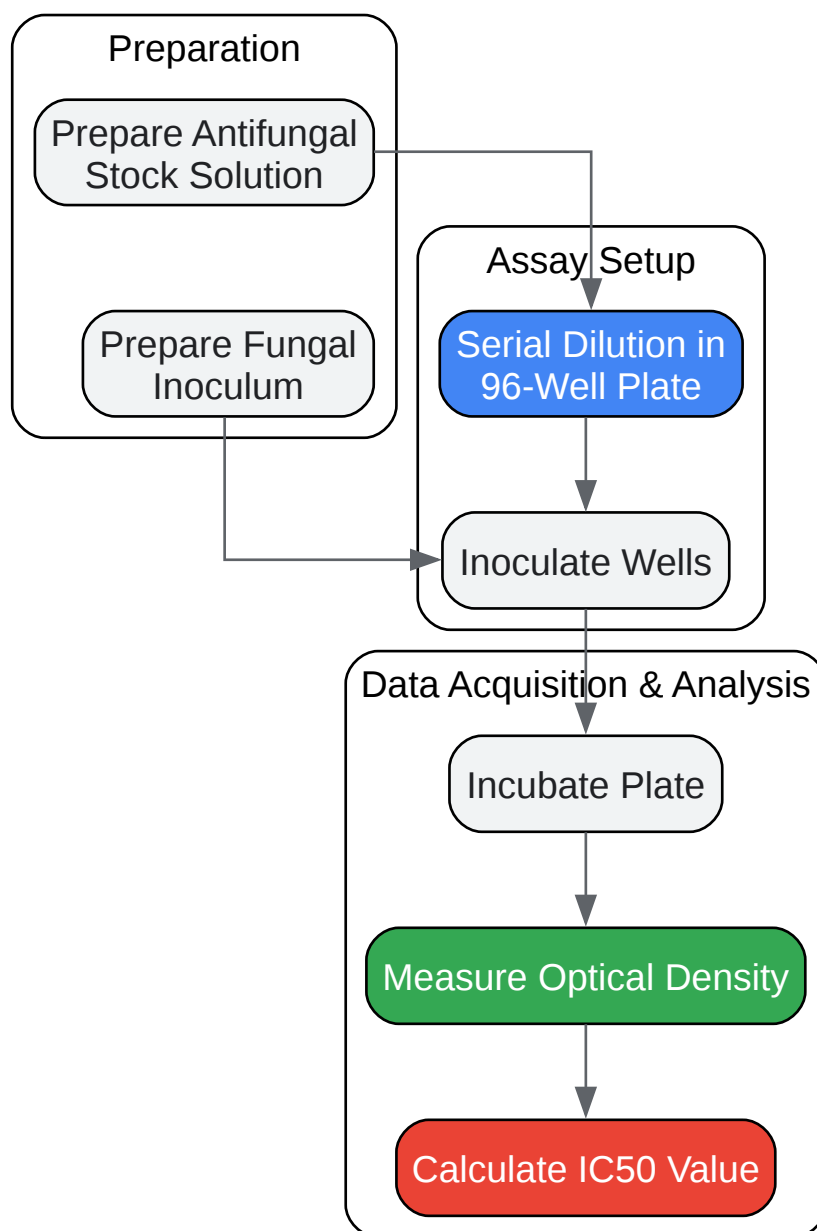 Preparation
Prepare Antifungal
Stock Solution
Prepare Fungal
Inoculum
Assay Setup
Serial Dilution in
96-Well Plate
Inoculate Wells
Data Acquisition & Analysis
Incubate Plate
Measure Optical Density
Calculate IC50 Value